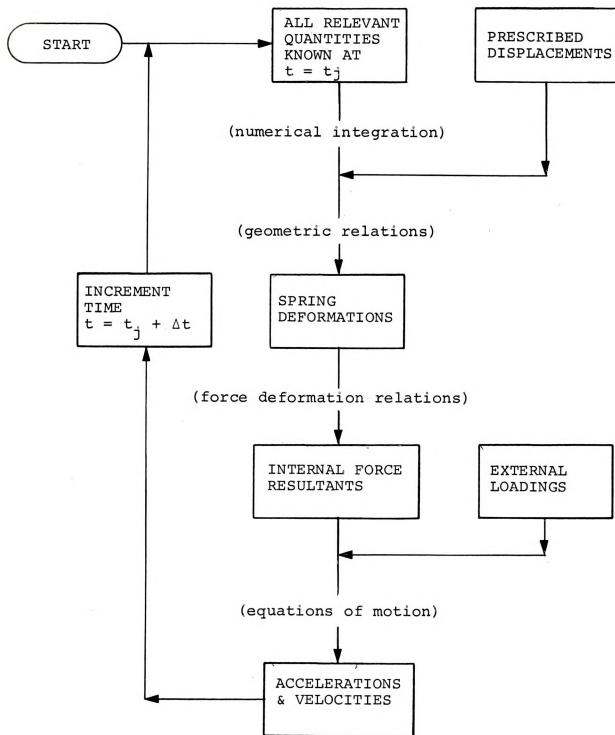 START
ALL RELEVANT
QUANTITIES
KNOWN AT
t = tj
PRESCRIBED
DISPLACEMENTS
(numerical integration)
(geometric relations)
INCREMENT
TIME
t = tj + Δt
SPRING
DEFORMATIONS
(force deformation relations)
INTERNAL FORCE
RESULTANTS
EXTERNAL
LOADINGS
(equations of motion)
ACCELERATIONS
& VELOCITIES